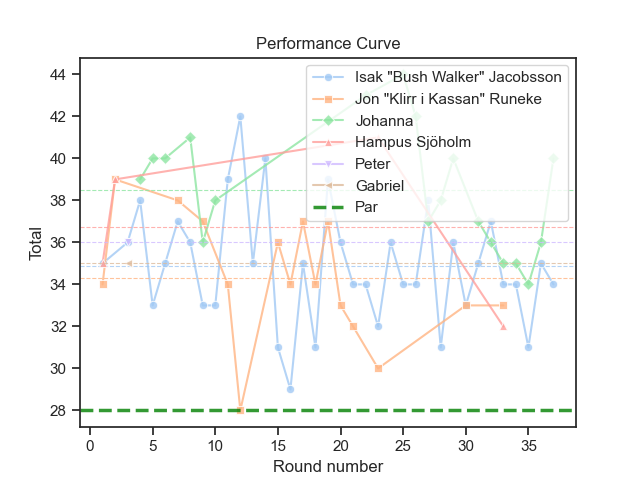 Performance Curve
Isak "Bush Walker" Jacobsson
Jon "Klirr i Kassan" Runeke
Johanna
Hampus Sjöholm
Peter
Gabriel
Par
Total
44
42
40
38
36
34
32
30
28
0
5
10
15
20
25
30
35
Round number